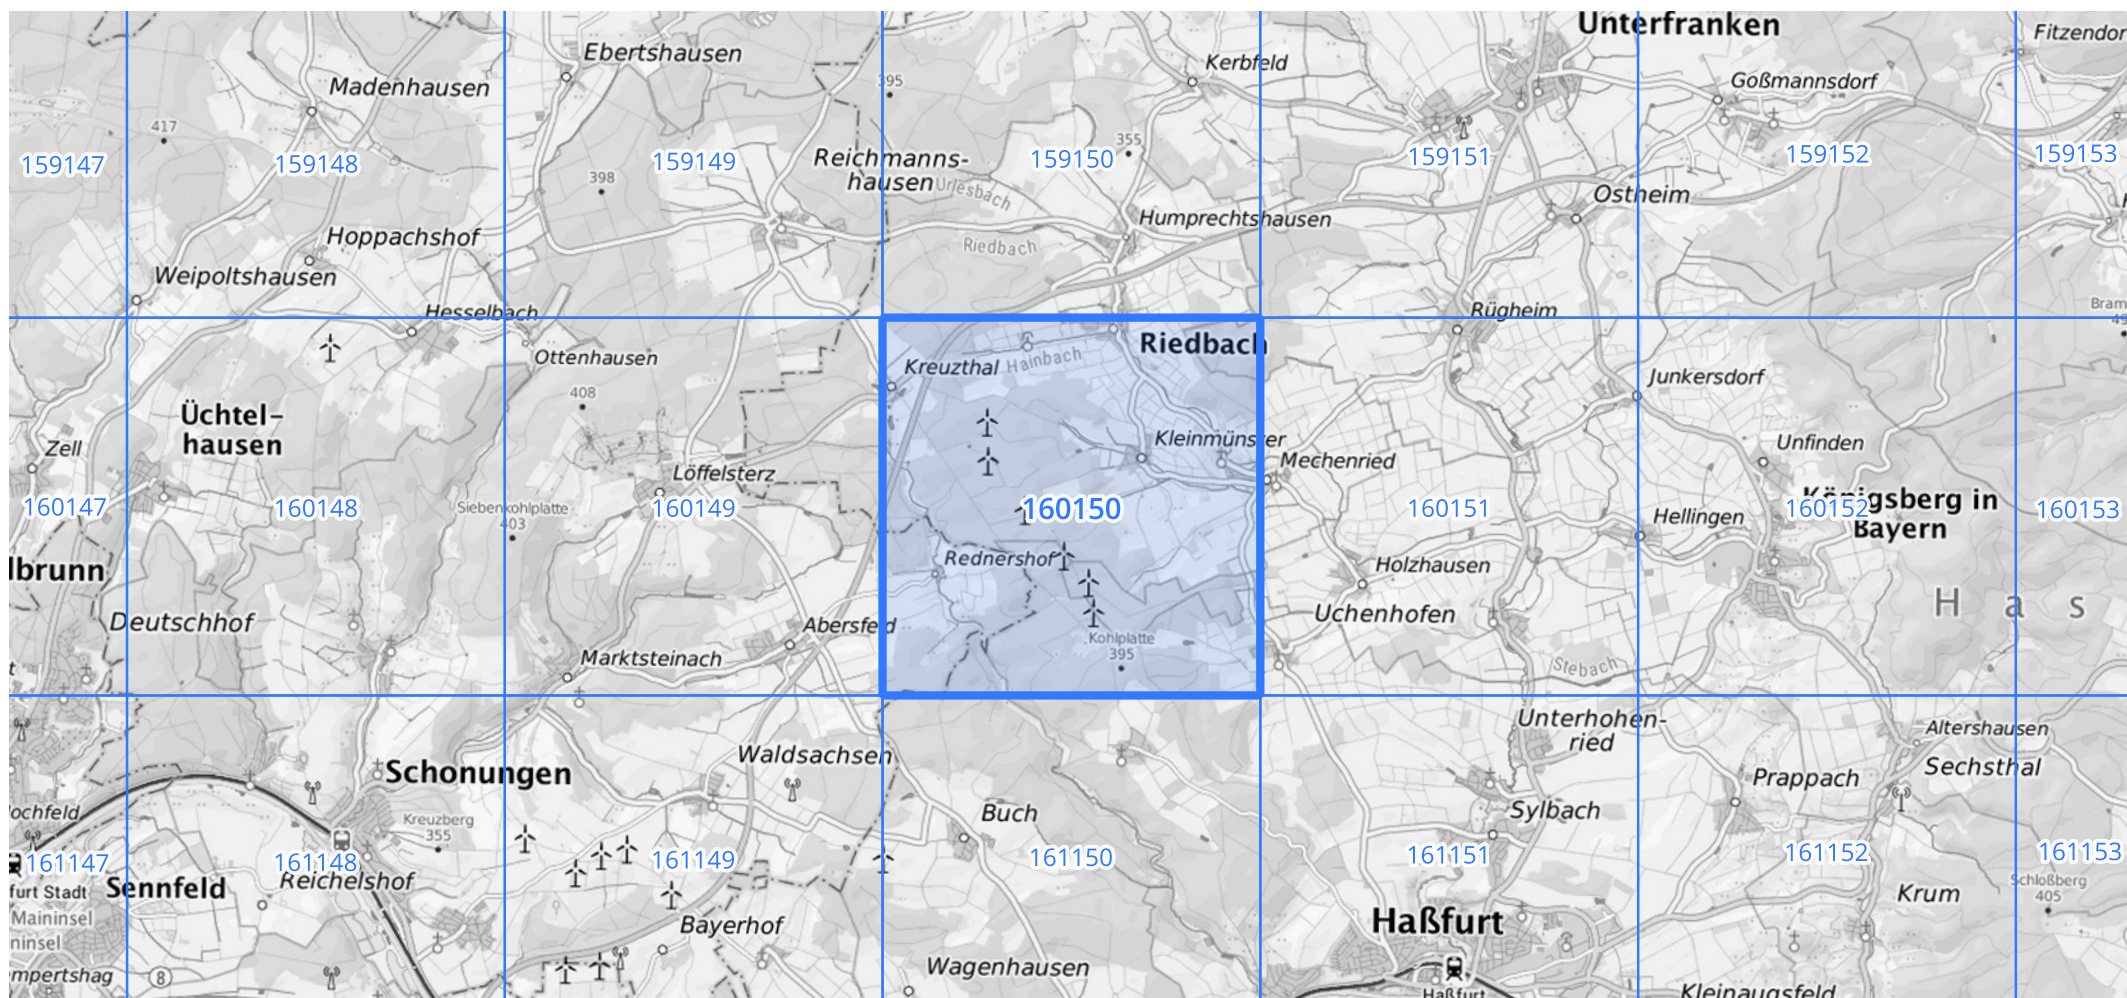 Unterfranken
Fitzendor
Ebertshausen
Kerbfeld
Madenhausen
395
Goßmannsdorf
417
355
159147
159148
159149
Reichmanns-
hausen
159150
159151
159152
159153
398
Urlesbach
Ostheim
Humprechtshausen
Hoppachshof
Riedbach
Weipoltshausen
Hesselbach
Rügheim
Bram
49
Ottenhausen
Riedbach
Kreuzthal
Hainbach
Junkersdorf
408
Üchtel-
hausen
Zell
Kleinmünster
Unfinden
Löffelsterz
Mechenried
160147
160148
Siebenkohlplatte
403
160149
160150
160151
160152
Königsberg in
Bayern
160153
Hellingen
lbrunn
Rednershof
Holzhausen
H a s
Deutschhof
Abersfeld
Uchenhofen
Kohlplatte
395
Marktsteinach
Stebach
t
Unterhohen-
ried
Altershausen
Waldsachsen
Schonungen
Prappach
Sechsthal
ochfeld
Kreuzberg
355
Buch
Sylbach
161147
161148
161149
161150
161151
161152
161153
furt Stadt
Sennfeld
Reichelshof
Schloßberg
405
Krum
Maininsel
ninsel
Bayerhof
Haßfurt
mpertshag
8
Wagenhausen
Haßfurt
Kleinaugsfeld